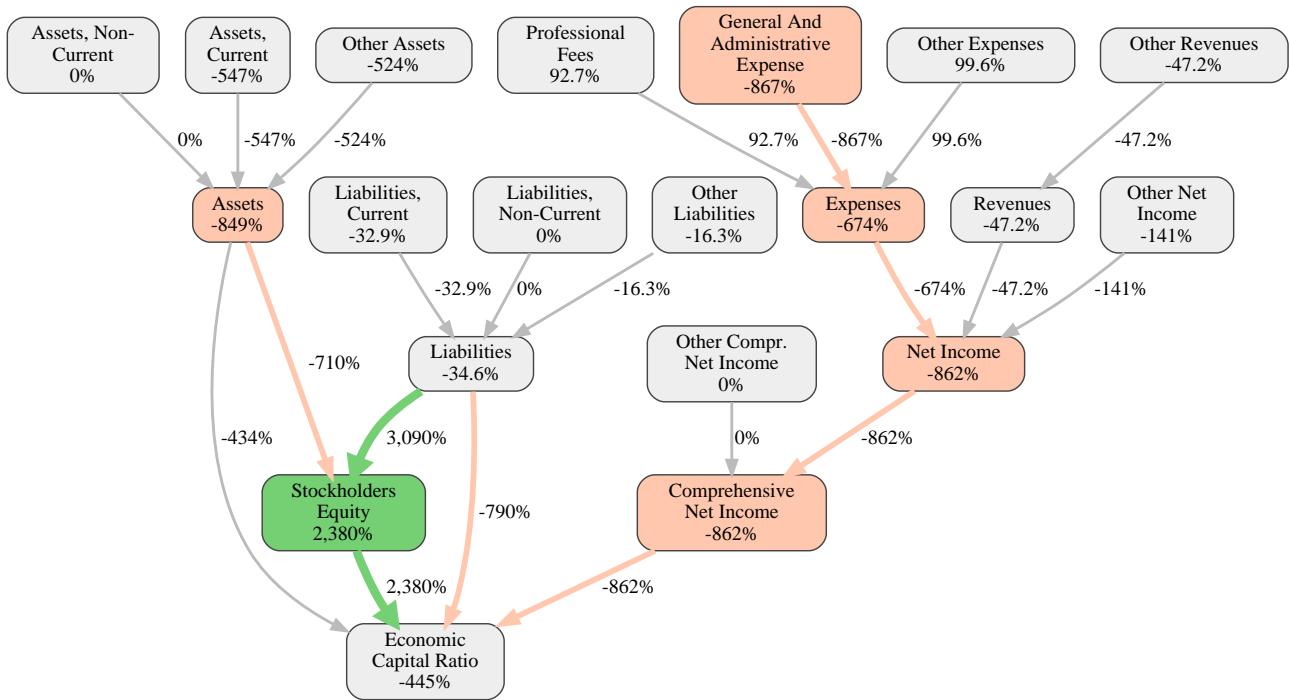 Assets, Non-
Current
0%
Assets,
Current
-547%
Other Assets
-524%
Professional
Fees
92.7%
General And
Administrative
Expense
-867%
Other Expenses
99.6%
Other Revenues
-47.2%
0%
-547%
-524%
92.7%
-867%
99.6%
-47.2%
Assets
-849%
Liabilities,
Current
-32.9%
Liabilities,
Non-Current
0%
Other
Liabilities
-16.3%
Expenses
-674%
Revenues
-47.2%
Other Net
Income
-141%
-32.9%
0%
-16.3%
-674%
-47.2%
-141%
-710%
Liabilities
-34.6%
Other Compr.
Net Income
0%
Net Income
-862%
-434%
3,090%
0%
-862%
Stockholders
Equity
2,380%
-790%
Comprehensive
Net Income
-862%
2,380%
-862%
Economic
Capital Ratio
-445%